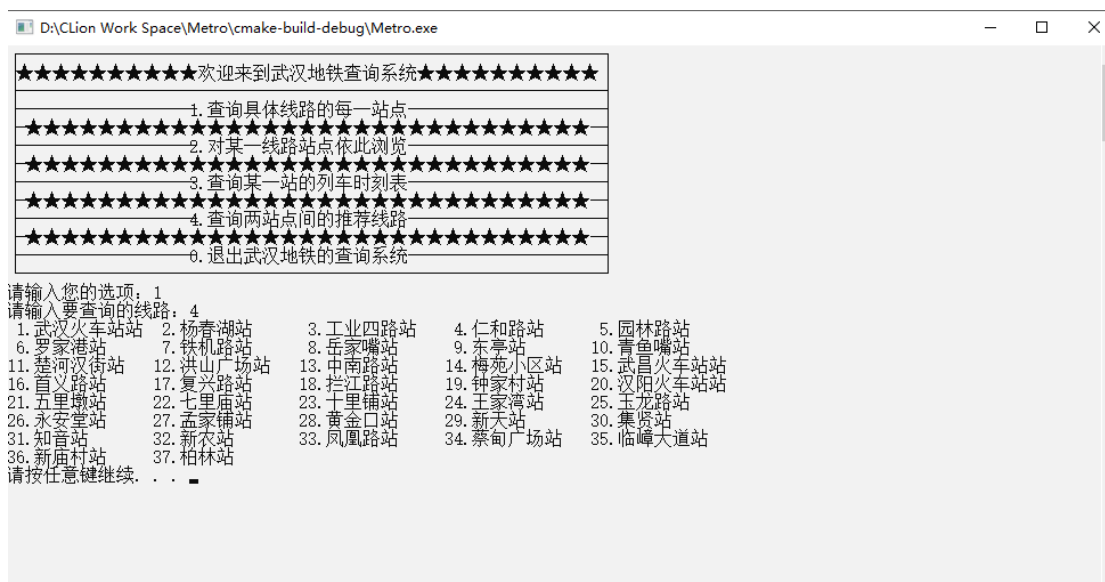 D:\CLion Work Space\Metro\cmake-build-debug\Metro.exe
★★★★★★★★★★欢迎来到武汉地铁查询系统★★★★★★★★★★
1.查询具体线路的每一站点
★★★★★★★★★★★★★★★★★★★★★★★★★★★★★★★
2.对某一线路站点依此浏览
★★★★★★★★★★★★★★★★★★★★★★★★★★★★★★★
3.查询某一站的列车时刻表
★★★★★★★★★★★★★★★★★★★★★★★★★★★★★★★
4.查询两站点间的推荐线路
★★★★★★★★★★★★★★★★★★★★★★★★★★★★★★★
0.退出武汉地铁的查询系统
请输入您的选项：1
请输入要查询的线路：4
1.武汉火车站站 2.杨春湖站 3.工业四路站 4.仁和路站 5.园林路站
6.罗家港站 7.铁机路站 8.岳家嘴站 9.东亭站 10.青鱼嘴站
11.楚河汉街站 12.洪山广场站 13.中南路站 14.梅苑小区站 15.武昌火车站站
16.首义路站 17.复兴路站 18.拦江路站 19.钟家村站 20.汉阳火车站站
21.五里墩站 22.七里庙站 23.十里铺站 24.王家湾站 25.玉龙路站
26.永安堂站 27.孟家铺站 28.黄金口站 29.新天站 30.集贤站
31.知音站 32.新农站 33.凤凰路站 34.蔡甸广场站 35.临嶂大道站
36.新庙村站 37.柏林站
请按任意键继续. . .